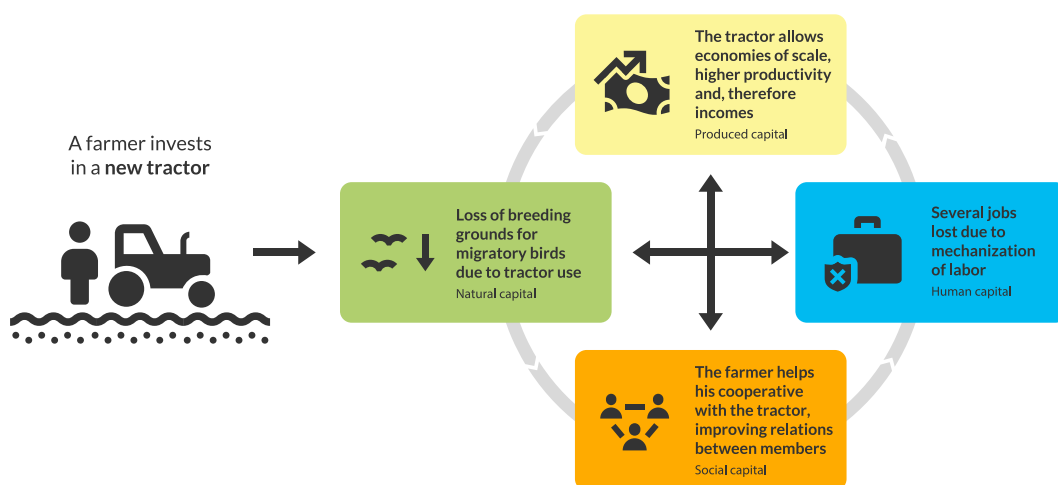 A farmer invests
in a new tractor
The tractor allows
economies of scale,
higher productivity
and, therefore
incomes
Produced capital
Loss of breeding
grounds for
migratory birds
due to tractor use
Natural capital
Several jobs
lost due to
mechanization
of labor
Human capital
The farmer helps
his cooperative
with the tractor,
improving relations
between members
Social capital